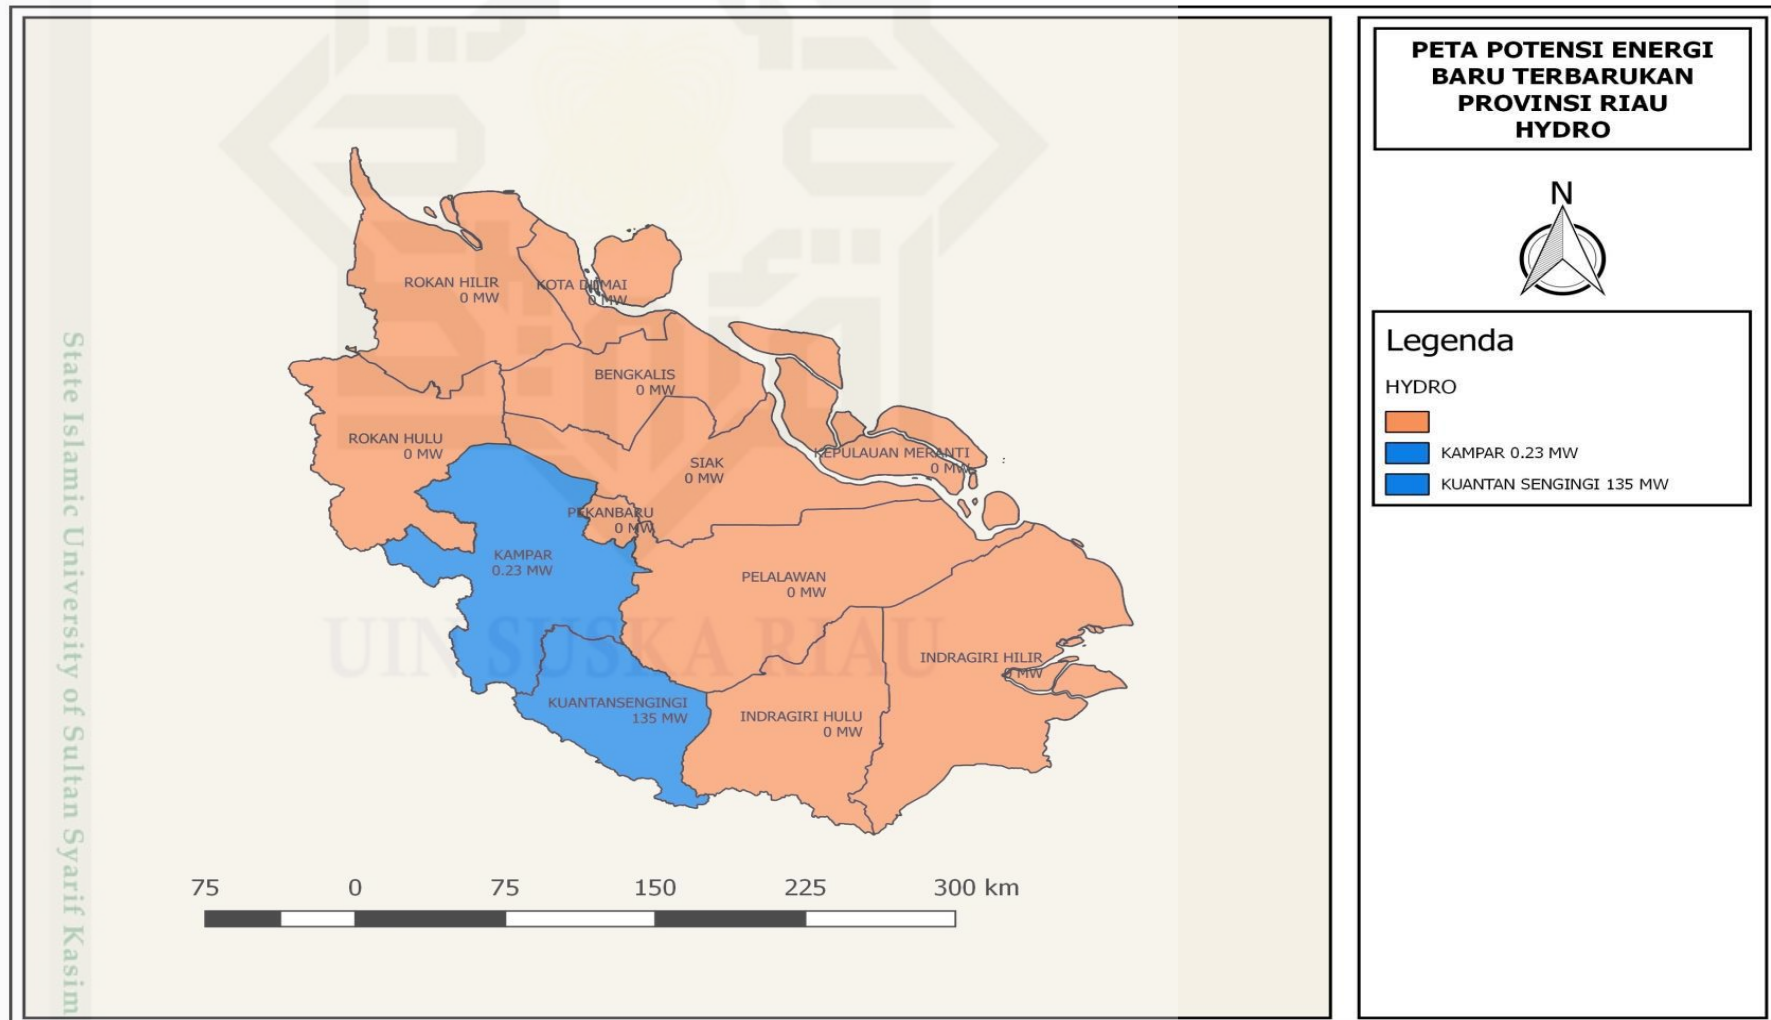 PETA POTENSI ENERGI
BARU TERBARUKAN
PROVINSI RIAU
HYDRO
N
Legenda
HYDRO
KAMPAR 0.23 MW
KUANTAN SENGINGI 135 MW
ROKAN HILIR
0 MW
KOTA DUMAI
0 MW
BENGKALIS
0 MW
ROKAN HULU
0 MW
SIAK
0 MW
KEPULAUAN MERANTI
0 MW
PEKANBARU
0 MW
KAMPAR
0.23 MW
PELALAWAN
0 MW
INDRAGIRI HILIR
0 MW
KUANTANSENGINGI
135 MW
INDRAGIRI HULU
0 MW
75 0 75 150 225 300 km
UIN SUSKA RIAU
State Islamic University of Sultan Syarif Kasim